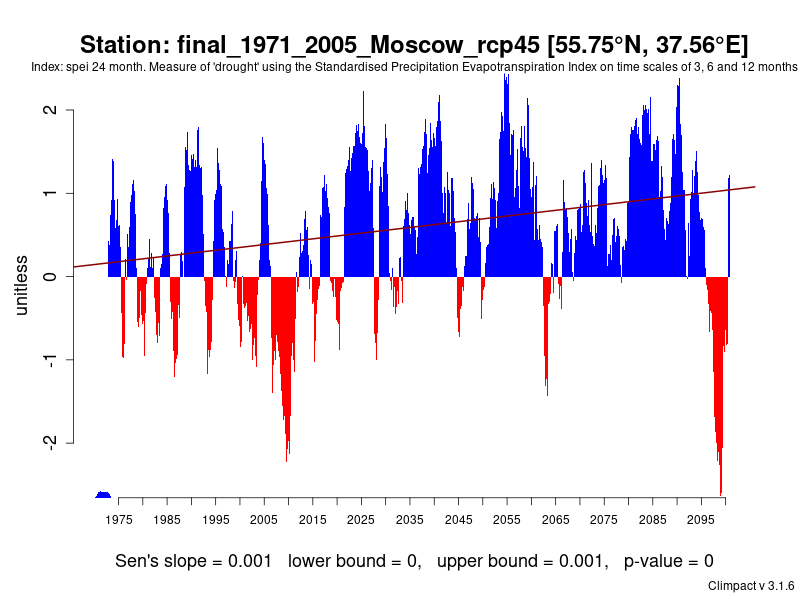 Station: final_1971_2005_Moscow_rcp45 [55.75°N, 37.56°E]
Index: spei 24 month. Measure of 'drought' using the Standardised Precipitation Evapotranspiration Index on time scales of 3, 6 and 12 months
2
1
0
-1
-2
unitless
1975 1985 1995 2005 2015 2025 2035 2045 2055 2065 2075 2085 2095
Sen's slope = 0.001 lower bound = 0, upper bound = 0.001, p-value = 0
Climpact v 3.1.6